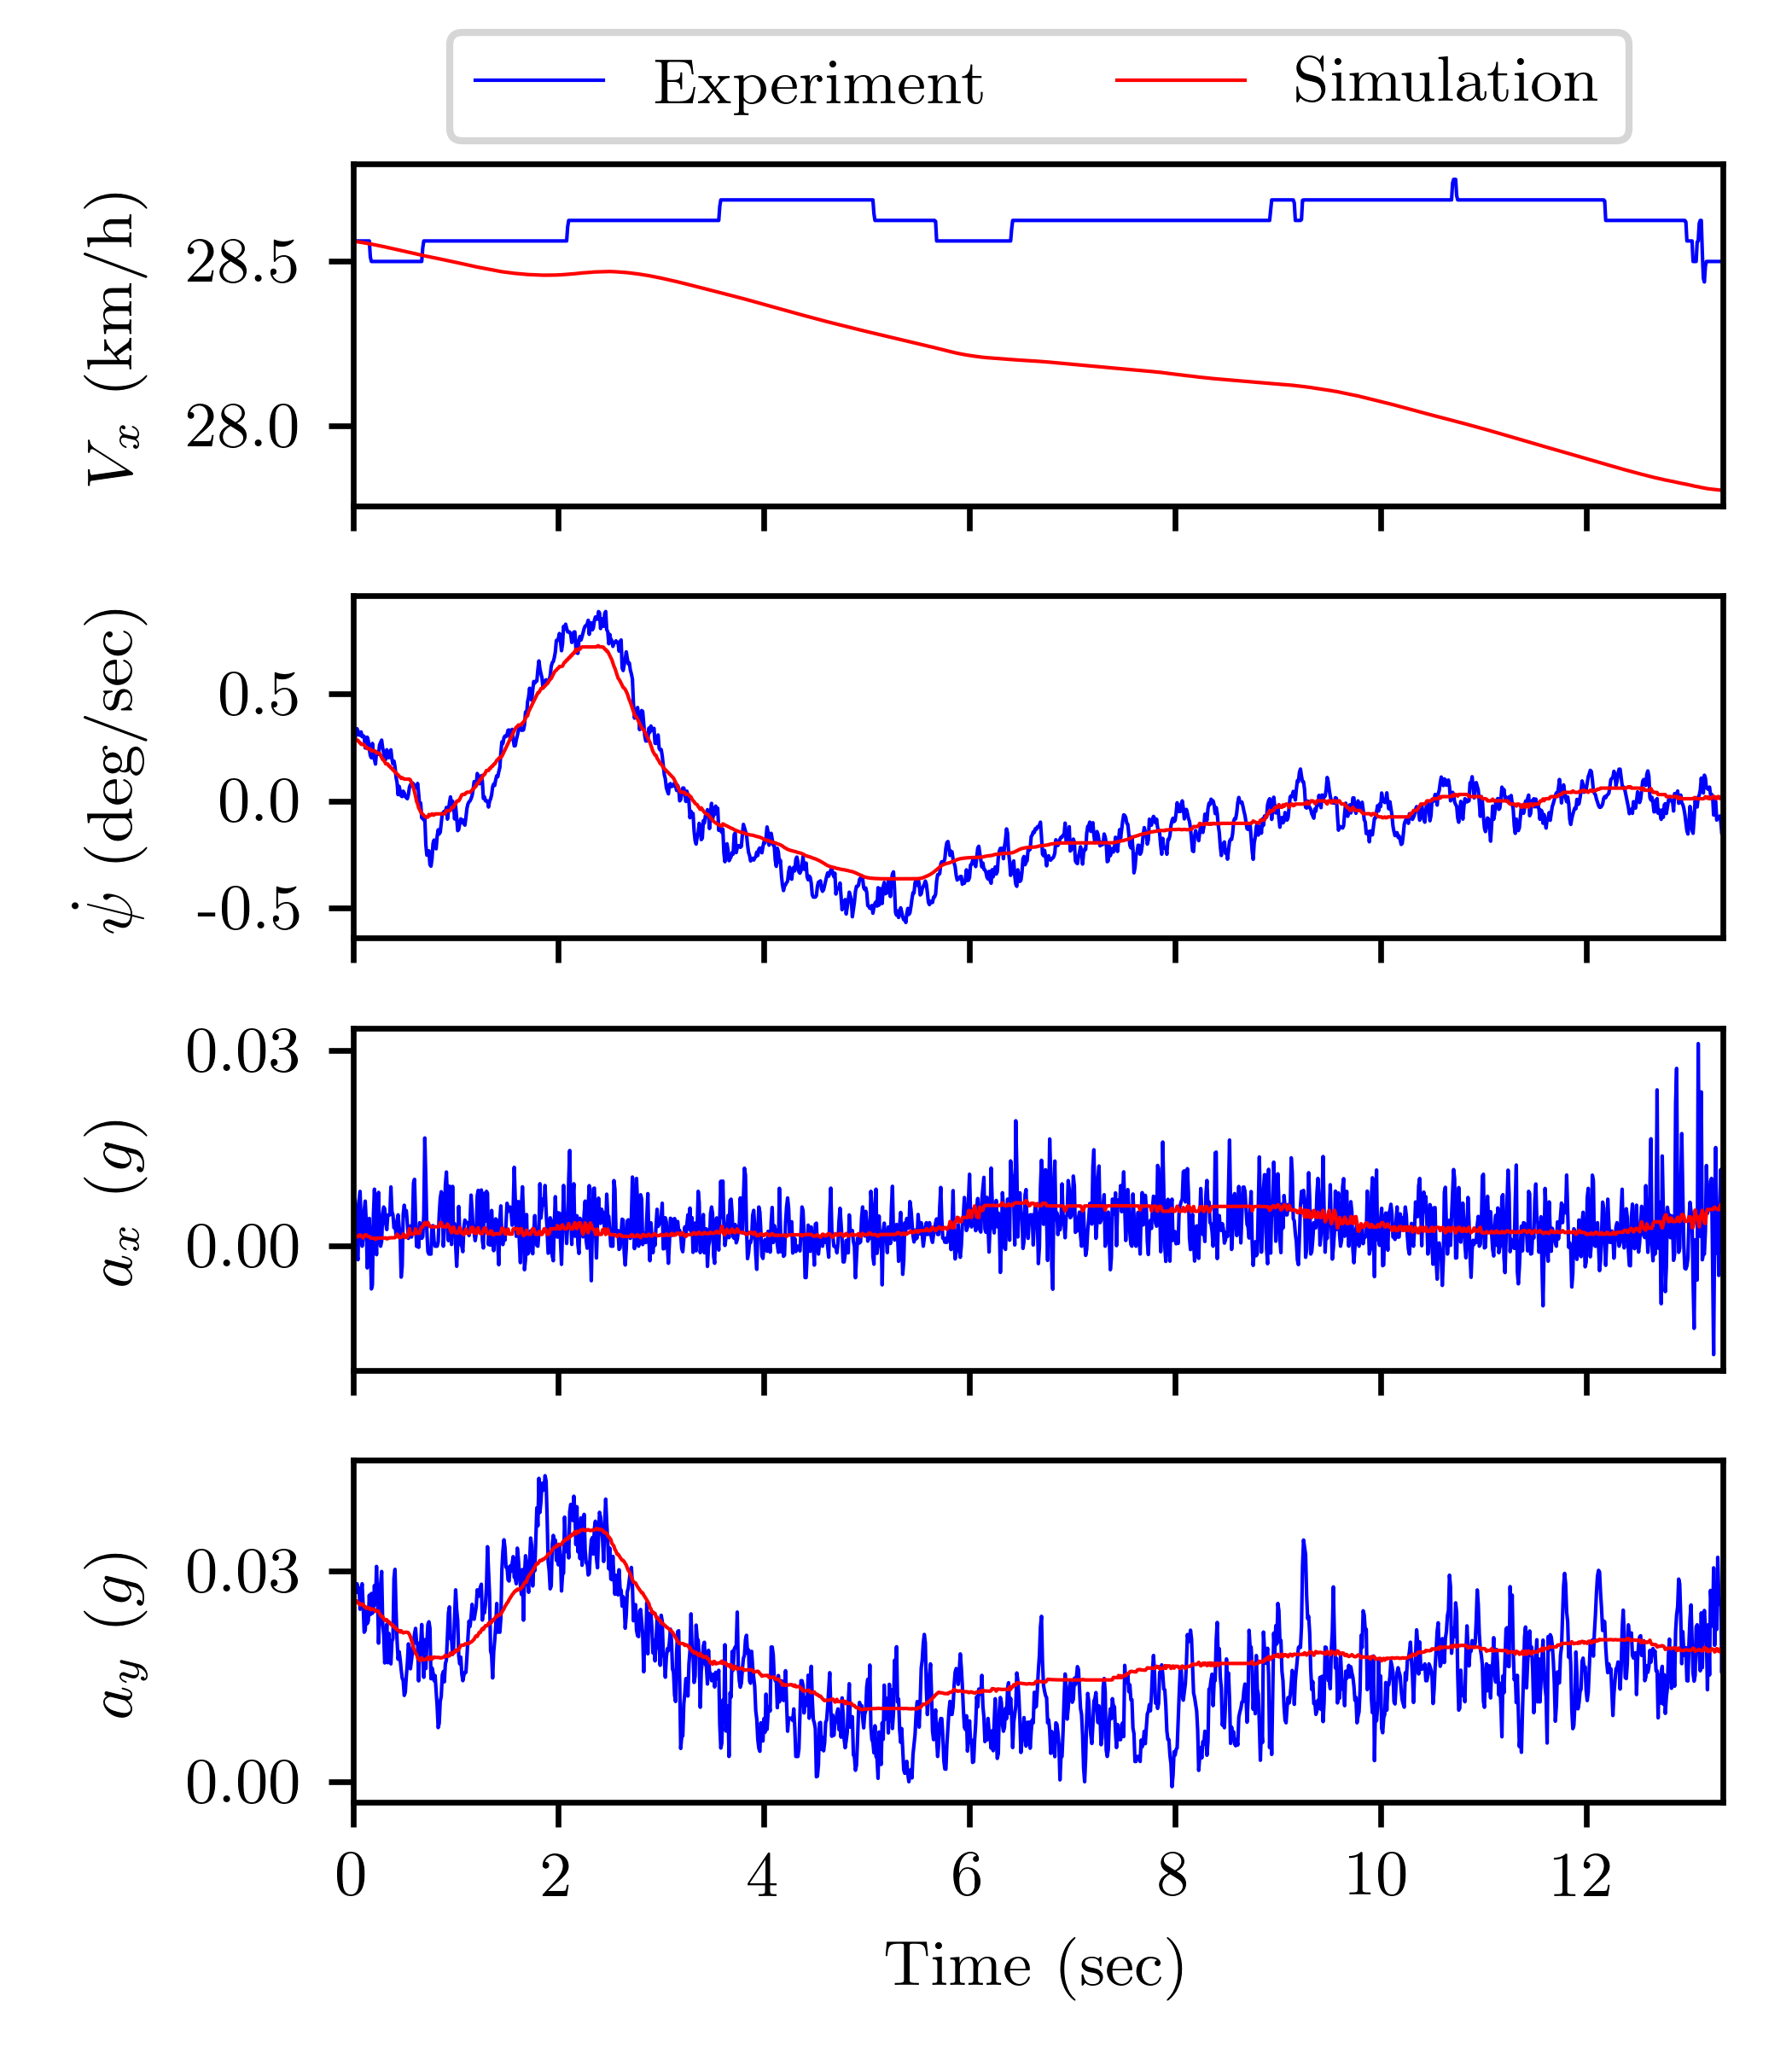 Experiment Simulation
V_x (km/h)
28.5
28.0
ψ̇ (deg/sec)
0.5
0.0
-0.5
a_x (g)
0.03
0.00
a_y (g)
0.03
0.00
0 2 4 6 8 10 12
Time (sec)